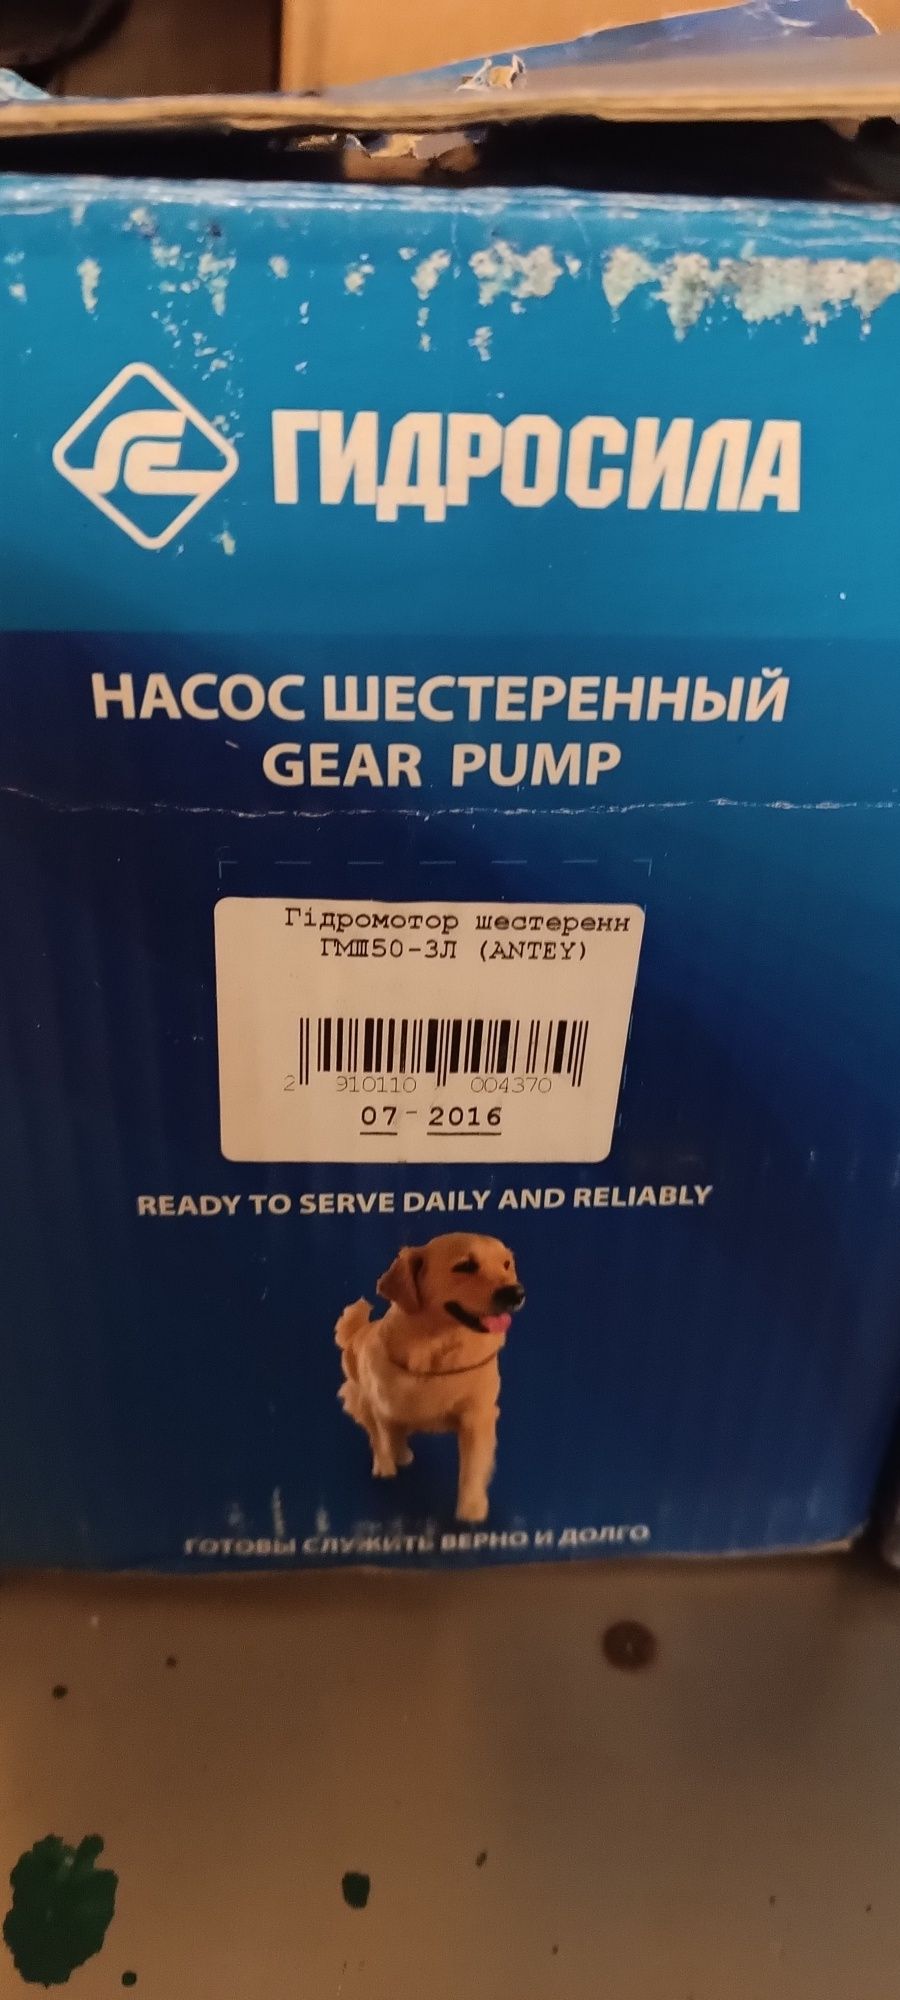 ГИДРОСИЛА
НАСОС ШЕСТЕРЕННЫЙ
GEAR PUMP
Гідромотор шестеренн
ГМШ50-3Л (ANTEY)
2 910110 004370
07-2016
READY TO SERVE DAILY AND RELIABLY
ГОТОВЫ СЛУЖИТЬ ВЕРНО И ДОЛГО